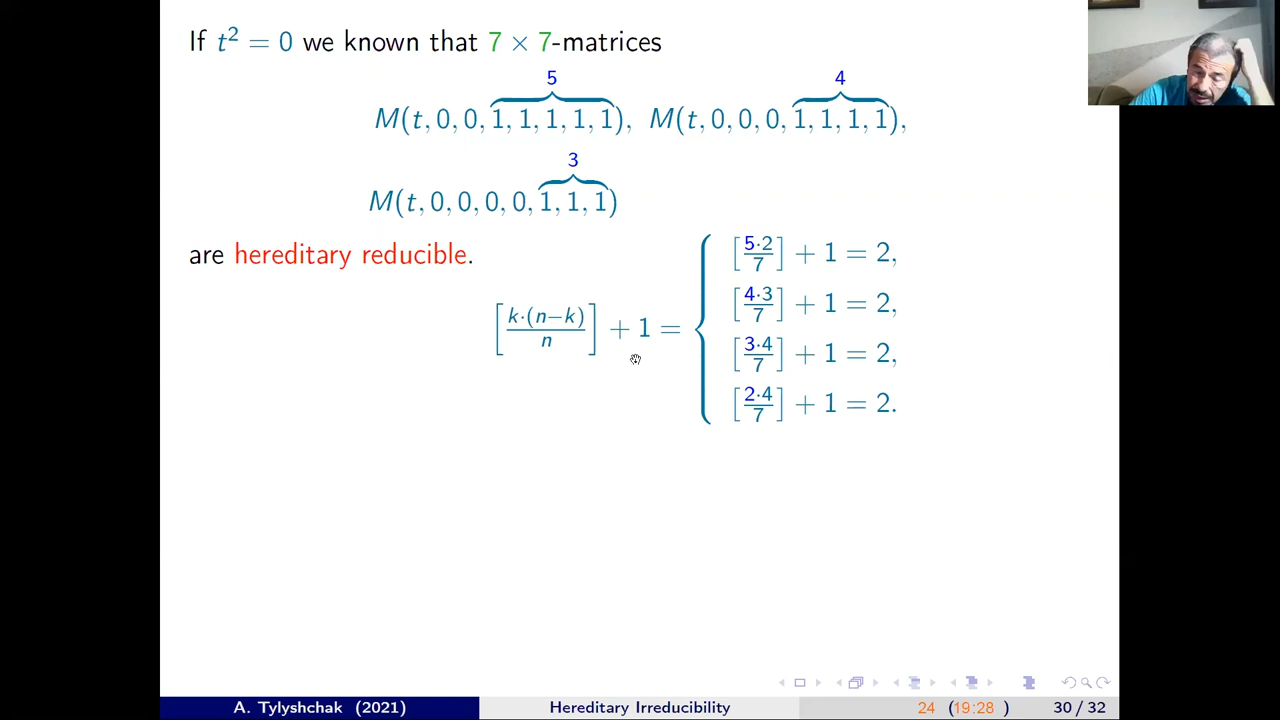 If t² = 0 we known that 7 × 7-matrices
5 4
M(t, 0, 0, 1, 1, 1, 1, 1), M(t, 0, 0, 0, 1, 1, 1, 1),
3
M(t, 0, 0, 0, 0, 1, 1, 1)
are hereditary reducible.
[5·2/7] + 1 = 2,
[4·3/7] + 1 = 2,
[k·(n−k)/n] + 1 =
[3·4/7] + 1 = 2,
[2·4/7] + 1 = 2.
A. Tylyshchak (2021) Hereditary Irreducibility 24 (19:28 ) 30 / 32